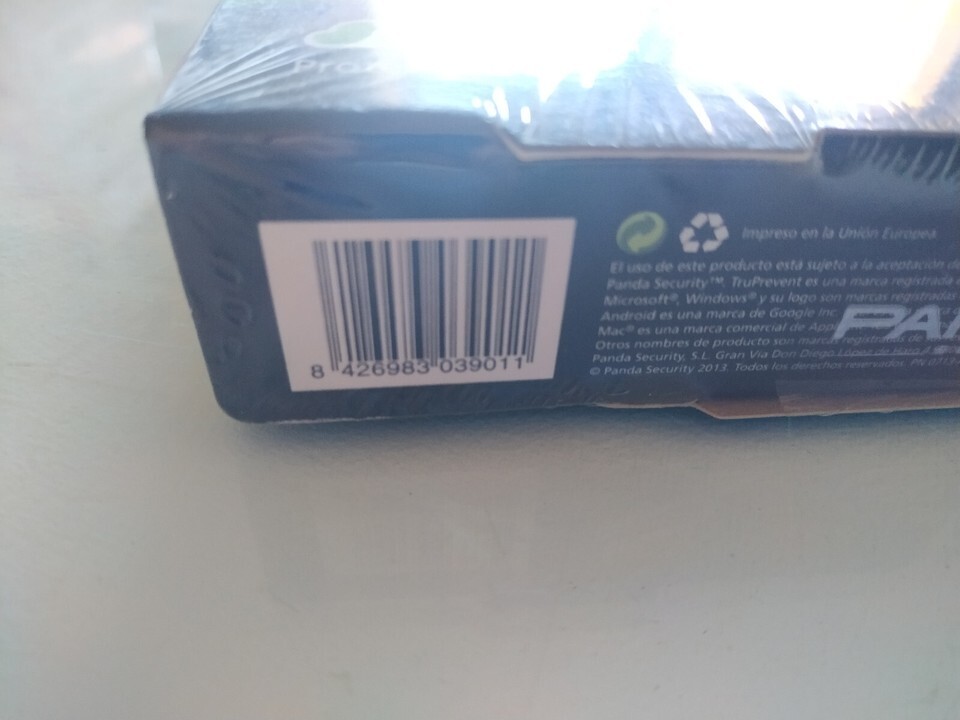 Impreso en la Unión Europea.
El uso de este producto está sujeto a la aceptación de
Panda Security™. TruPrevent es una marca registrada
Microsoft®, Windows® y su logo son marcas registradas
Android es una marca de Google Inc.
Mac® es una marca comercial de
Otros nombres de producto son marcas registradas de
Panda Security, S.L. Gran Vía Don Diego López de Haro,
© Panda Security 2013. Todos los derechos reservados.
8 426983 039011